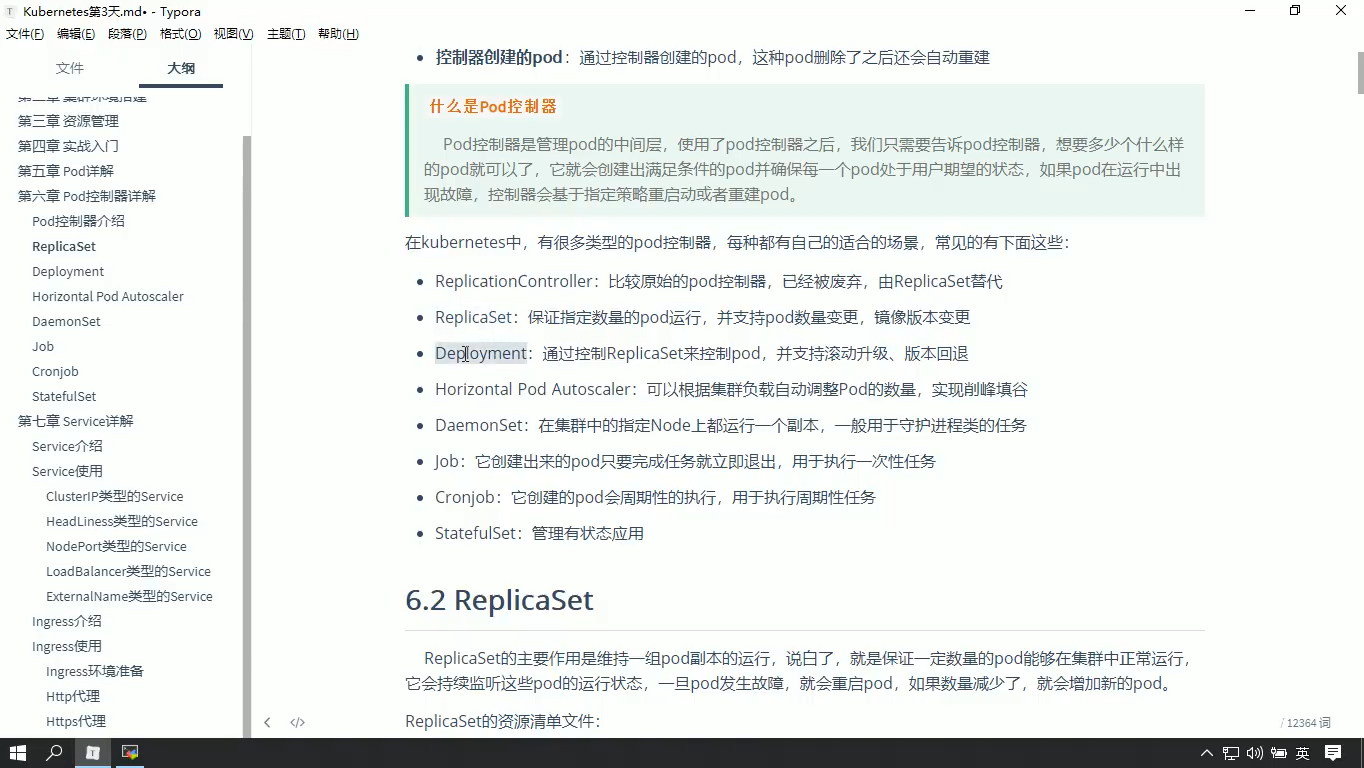 Kubernetes第3天.md• - Typora
文件(F) 编辑(E) 段落(P) 格式(O) 视图(V) 主题(T) 帮助(H)
文件 大纲
第三章 资源管理
第四章 实战入门
第五章 Pod详解
第六章 Pod控制器详解
Pod控制器介绍
ReplicaSet
Deployment
Horizontal Pod Autoscaler
DaemonSet
Job
Cronjob
StatefulSet
第七章 Service详解
Service介绍
Service使用
ClusterIP类型的Service
HeadLiness类型的Service
NodePort类型的Service
LoadBalancer类型的Service
ExternalName类型的Service
Ingress介绍
Ingress使用
Ingress环境准备
Http代理
Https代理
控制器创建的pod：通过控制器创建的pod，这种pod删除了之后还会自动重建
什么是Pod控制器
Pod控制器是管理pod的中间层，使用了pod控制器之后，我们只需要告诉pod控制器，想要多少个什么样
的pod就可以了，它就会创建出满足条件的pod并确保每一个pod处于用户期望的状态，如果pod在运行中出
现故障，控制器会基于指定策略重启动或者重建pod。
在kubernetes中，有很多类型的pod控制器，每种都有自己的适合的场景，常见的有下面这些：
ReplicationController：比较原始的pod控制器，已经被废弃，由ReplicaSet替代
ReplicaSet：保证指定数量的pod运行，并支持pod数量变更，镜像版本变更
Deployment：通过控制ReplicaSet来控制pod，并支持滚动升级、版本回退
Horizontal Pod Autoscaler：可以根据集群负载自动调整Pod的数量，实现削峰填谷
DaemonSet：在集群中的指定Node上都运行一个副本，一般用于守护进程类的任务
Job：它创建出来的pod只要完成任务就立即退出，用于执行一次性任务
Cronjob：它创建的pod会周期性的执行，用于执行周期性任务
StatefulSet：管理有状态应用
6.2 ReplicaSet
ReplicaSet的主要作用是维持一组pod副本的运行，说白了，就是保证一定数量的pod能够在集群中正常运行，
它会持续监听这些pod的运行状态，一旦pod发生故障，就会重启pod，如果数量减少了，就会增加新的pod。
ReplicaSet的资源清单文件：
/ 12364 词
英